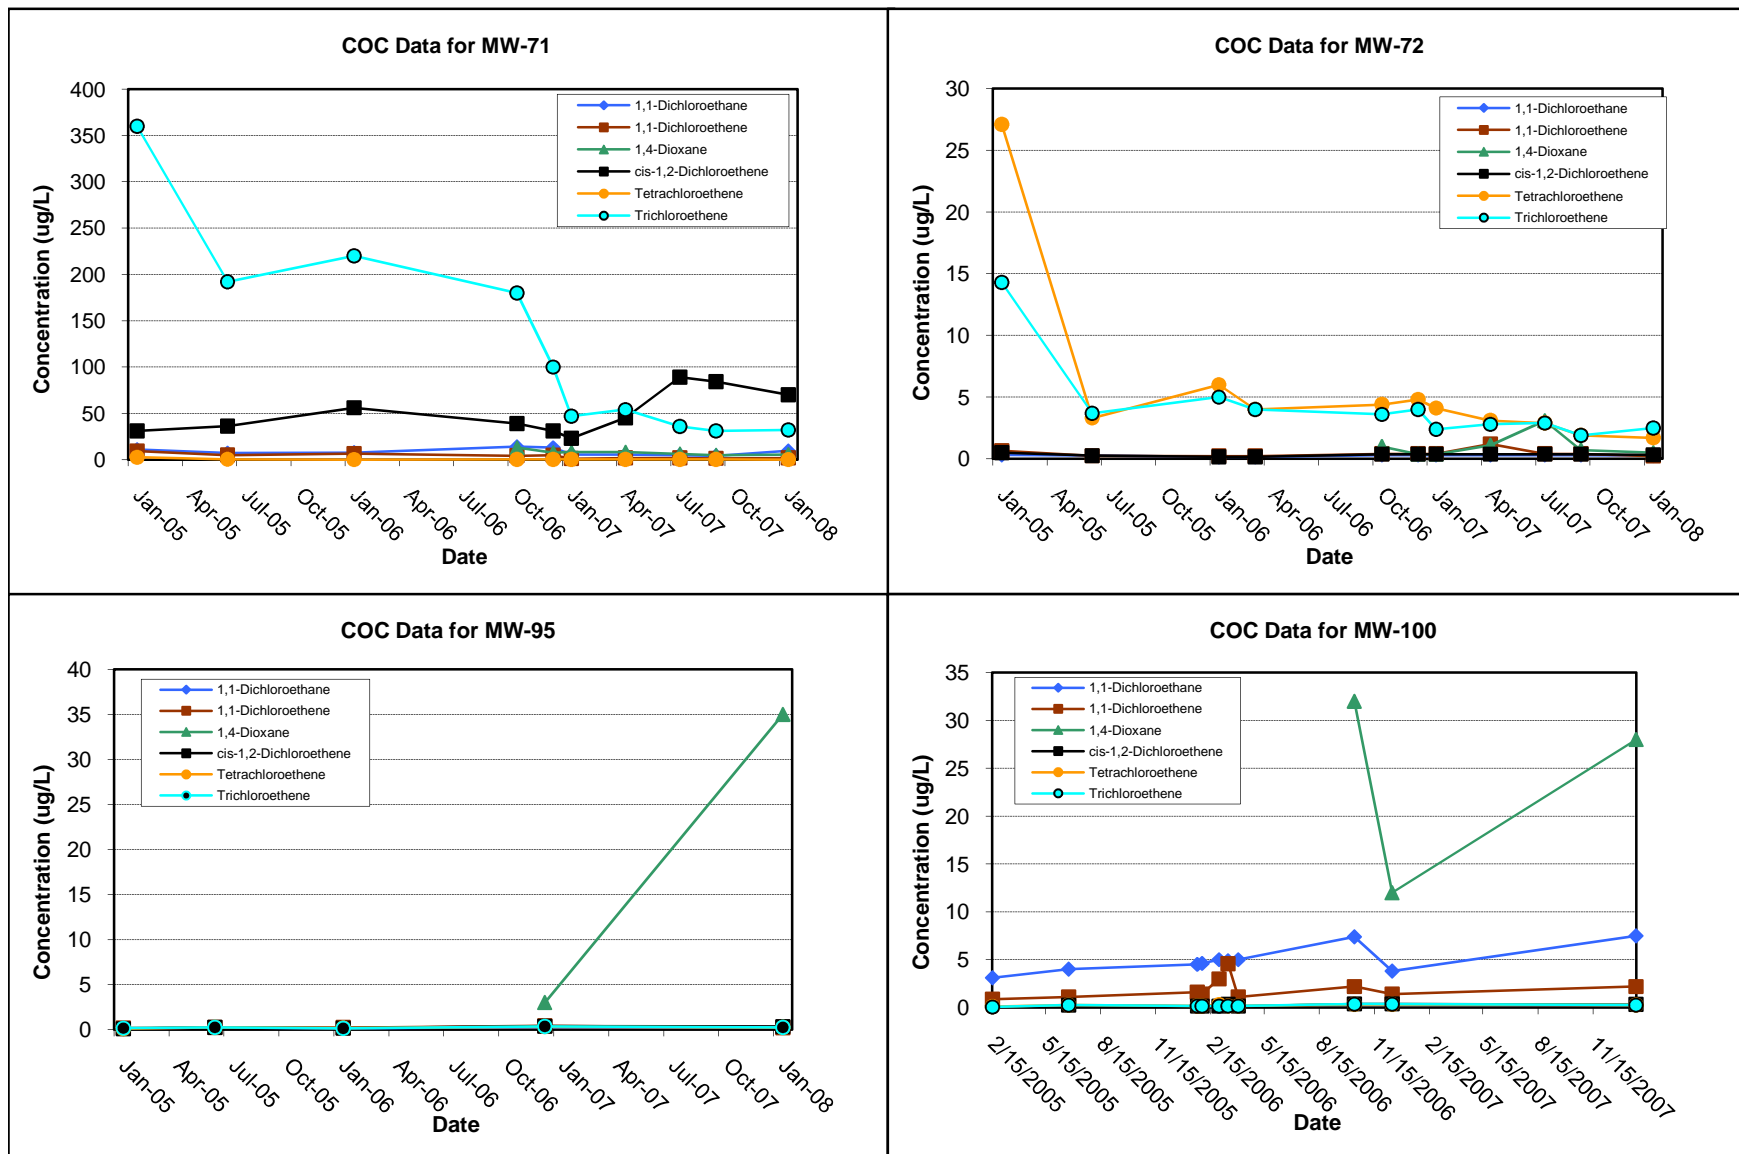 COC Data for MW-71
400
350
300
250
200
150
100
50
0
Concentration (ug/L)
1,1-Dichloroethane
1,1-Dichloroethene
1,4-Dioxane
cis-1,2-Dichloroethene
Tetrachloroethene
Trichloroethene
Jan-05
Apr-05
Jul-05
Oct-05
Jan-06
Apr-06
Jul-06
Oct-06
Jan-07
Apr-07
Jul-07
Oct-07
Jan-08
Date
COC Data for MW-72
30
25
20
15
10
5
0
Concentration (ug/L)
1,1-Dichloroethane
1,1-Dichloroethene
1,4-Dioxane
cis-1,2-Dichloroethene
Tetrachloroethene
Trichloroethene
Jan-05
Apr-05
Jul-05
Oct-05
Jan-06
Apr-06
Jul-06
Oct-06
Jan-07
Apr-07
Jul-07
Oct-07
Jan-08
Date
COC Data for MW-95
40
35
30
25
20
15
10
5
0
Concentration (ug/L)
1,1-Dichloroethane
1,1-Dichloroethene
1,4-Dioxane
cis-1,2-Dichloroethene
Tetrachloroethene
Trichloroethene
Jan-05
Apr-05
Jul-05
Oct-05
Jan-06
Apr-06
Jul-06
Oct-06
Jan-07
Apr-07
Jul-07
Oct-07
Jan-08
Date
COC Data for MW-100
35
30
25
20
15
10
5
0
Concentration (ug/L)
1,1-Dichloroethane
1,1-Dichloroethene
1,4-Dioxane
cis-1,2-Dichloroethene
Tetrachloroethene
Trichloroethene
2/15/2005
5/15/2005
8/15/2005
11/15/2005
2/15/2006
5/15/2006
8/15/2006
11/15/2006
2/15/2007
5/15/2007
8/15/2007
11/15/2007
Date